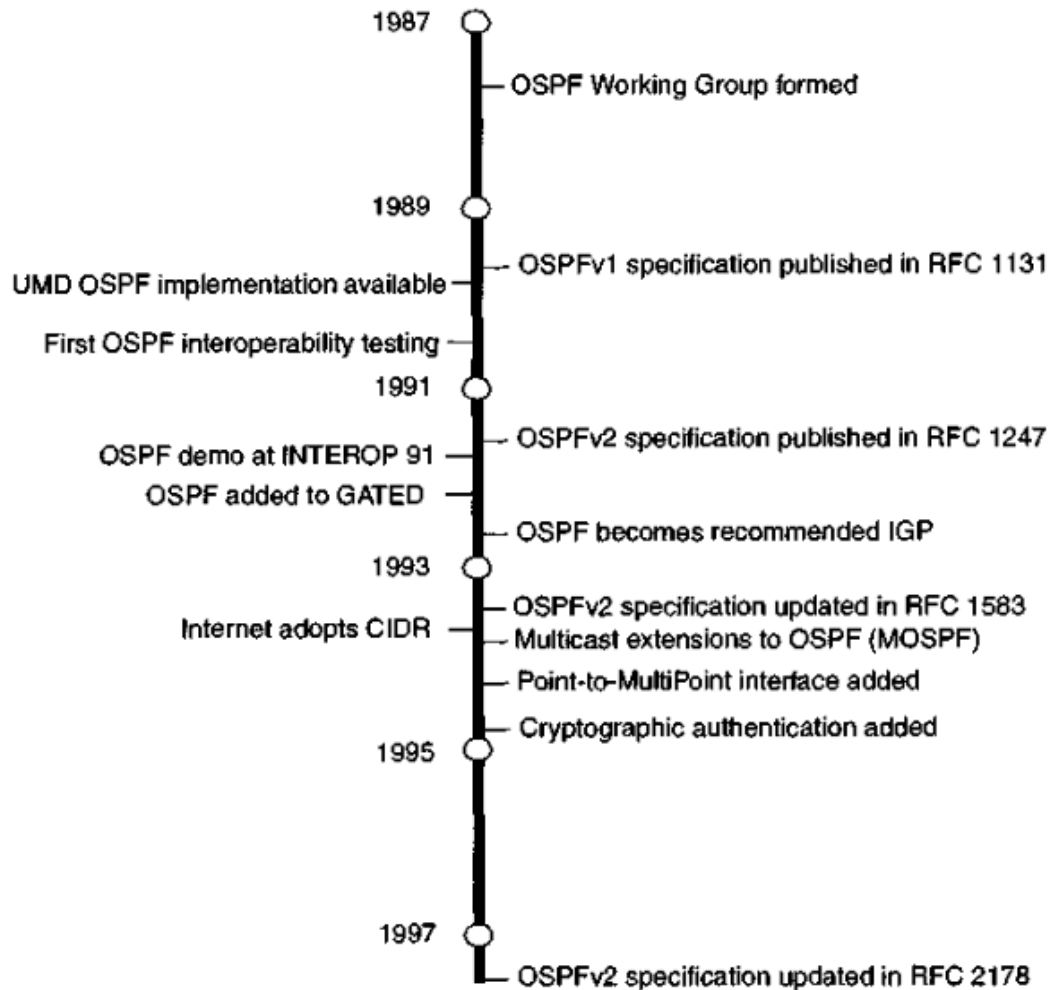 1987
OSPF Working Group formed
1989
OSPFv1 specification published in RFC 1131
UMD OSPF implementation available
First OSPF interoperability testing
1991
OSPFv2 specification published in RFC 1247
OSPF demo at INTEROP 91
OSPF added to GATED
OSPF becomes recommended IGP
1993
OSPFv2 specification updated in RFC 1583
Internet adopts CIDR
Multicast extensions to OSPF (MOSPF)
Point-to-MultiPoint interface added
Cryptographic authentication added
1995
1997
OSPFv2 specification updated in RFC 2178